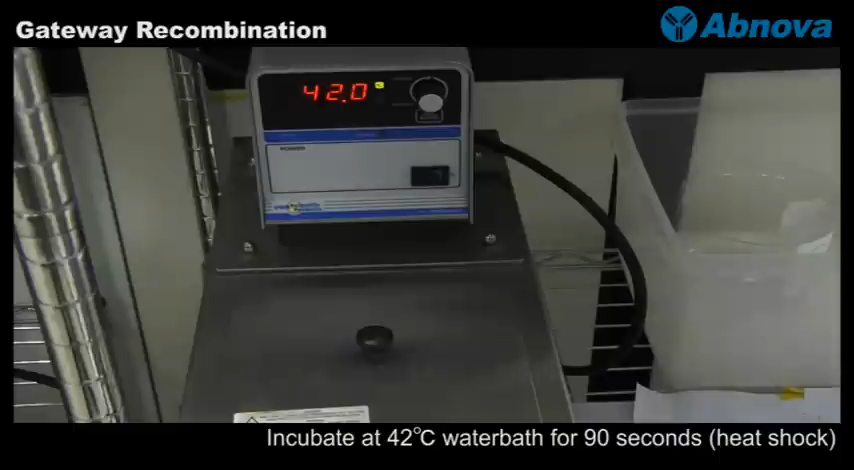 Gateway Recombination
Abnova
42.0
POWER
Incubate at 42℃ waterbath for 90 seconds (heat shock)